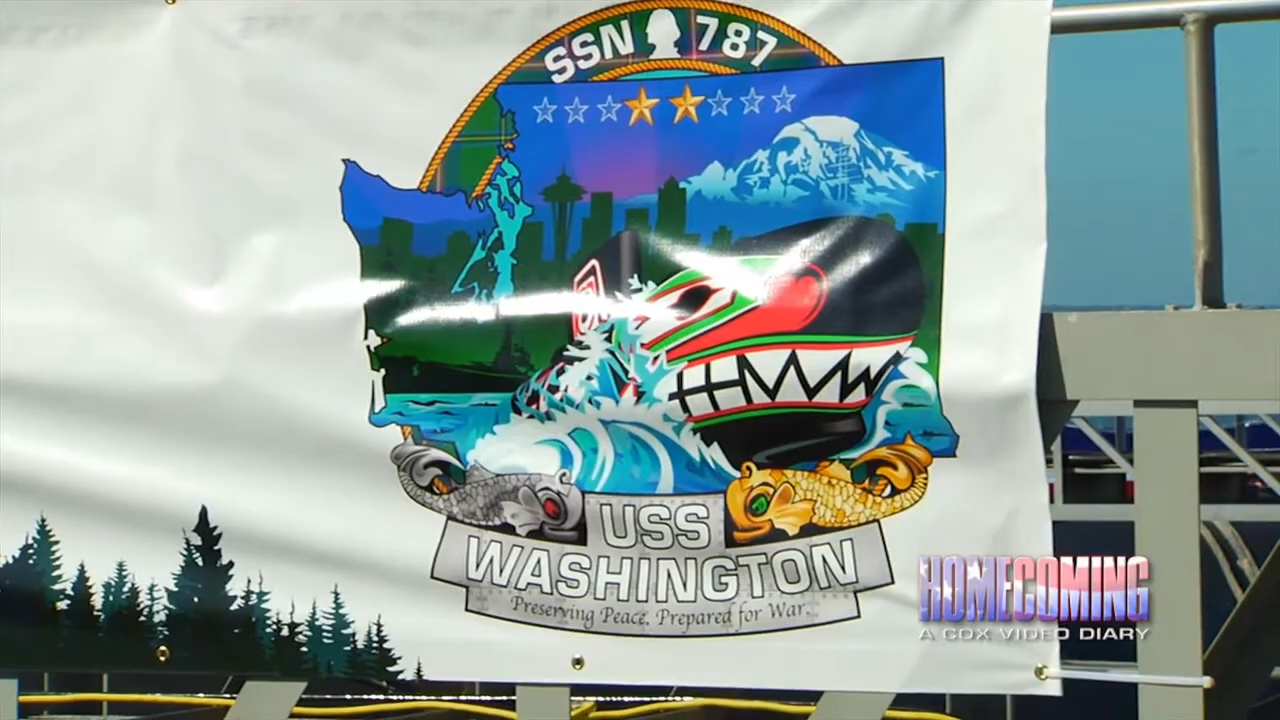 SSN 787
USS
WASHINGTON
Preserving Peace, Prepared for War.
HOMECOMING
A COX VIDEO DIARY